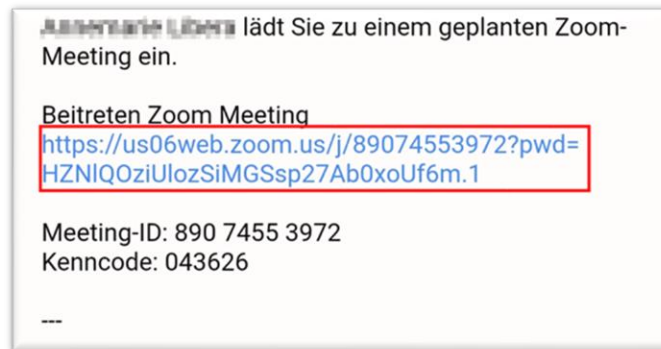 lädt Sie zu einem geplanten Zoom-
Meeting ein.
Beitreten Zoom Meeting
https://us06web.zoom.us/j/89074553972?pwd=
HZNlQOziUlozSiMGSsp27Ab0xoUf6m.1
Meeting-ID: 890 7455 3972
Kenncode: 043626
---